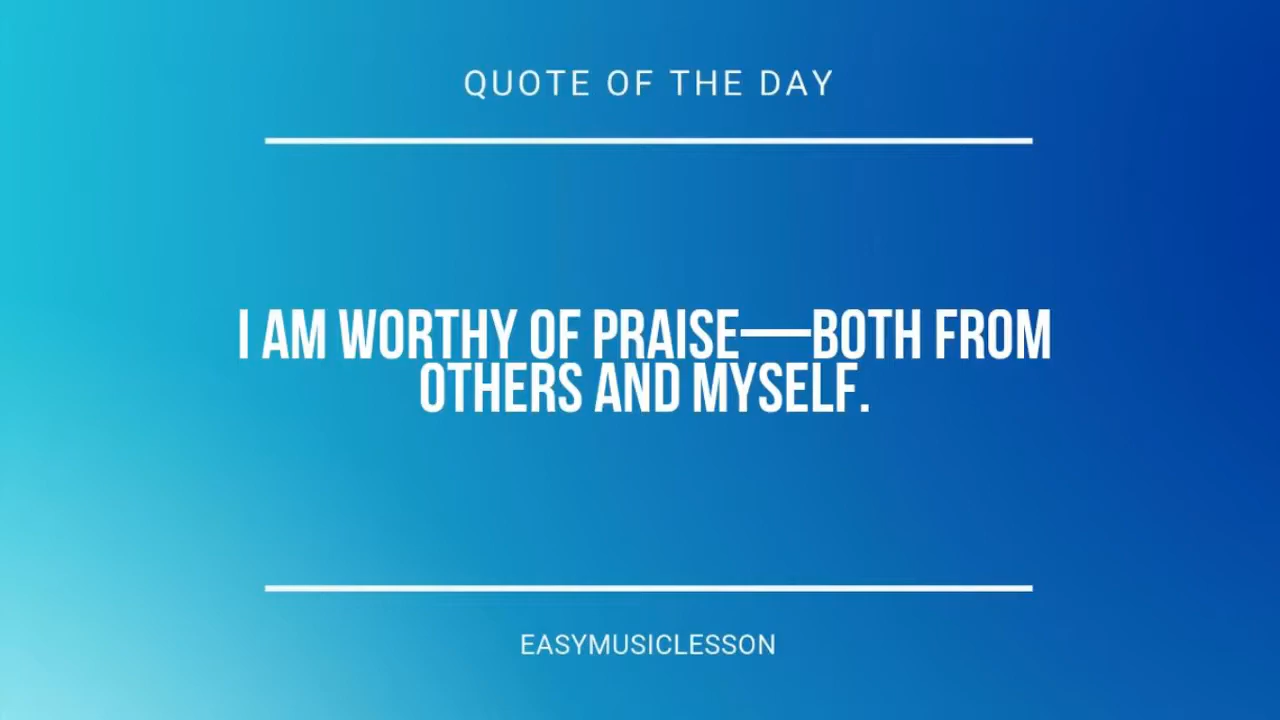 QUOTE OF THE DAY
I AM WORTHY OF PRAISE—BOTH FROM
OTHERS AND MYSELF.
EASYMUSICLESSON